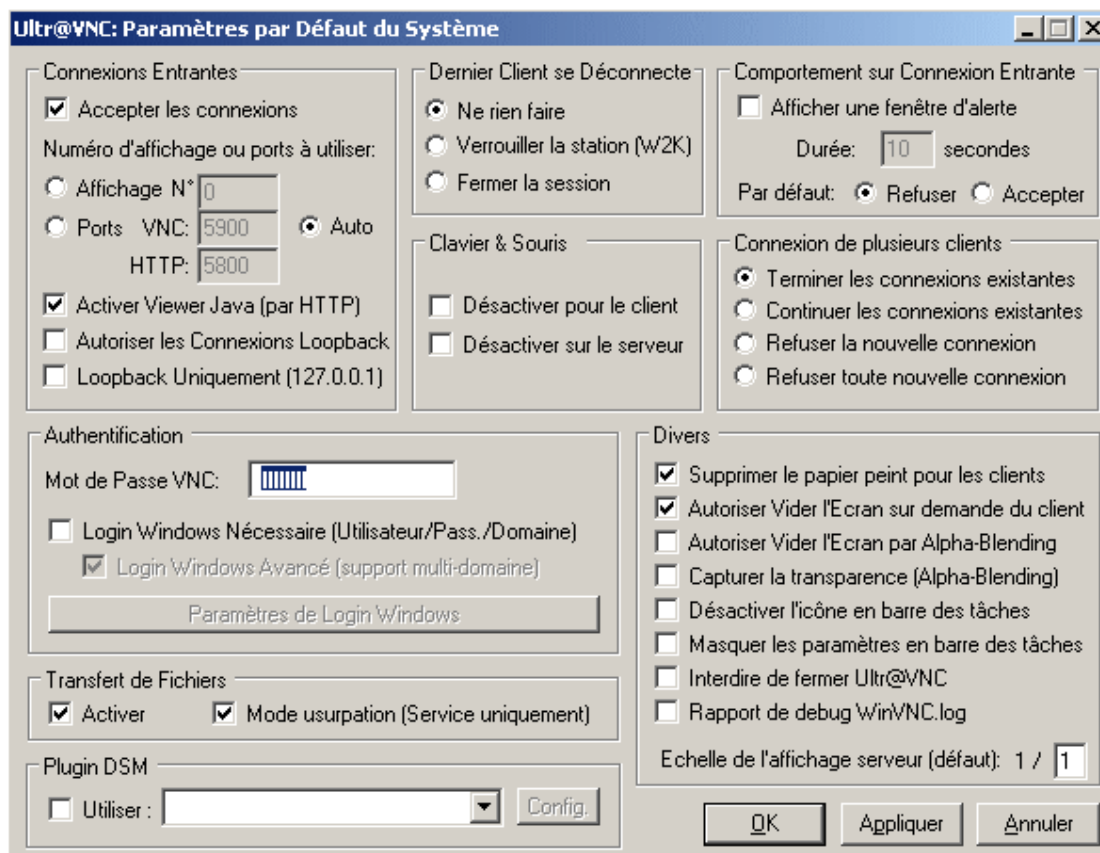 Ultr@VNC: Paramètres par Défaut du Système
Connexions Entrantes
Accepter les connexions
Numéro d'affichage ou ports à utiliser:
Affichage N° 0
Ports VNC: 5900 Auto
HTTP: 5800
Activer Viewer Java (par HTTP)
Autoriser les Connexions Loopback
Loopback Uniquement (127.0.0.1)
Dernier Client se Déconnecte
Ne rien faire
Verrouiller la station (W2K)
Fermer la session
Clavier & Souris
Désactiver pour le client
Désactiver sur le serveur
Comportement sur Connexion Entrante
Afficher une fenêtre d'alerte
Durée: 10 secondes
Par défaut: Refuser Accepter
Connexion de plusieurs clients
Terminer les connexions existantes
Continuer les connexions existantes
Refuser la nouvelle connexion
Refuser toute nouvelle connexion
Authentification
Mot de Passe VNC:
Login Windows Nécessaire (Utilisateur/Pass./Domaine)
Login Windows Avancé (support multi-domaine)
Paramètres de Login Windows
Transfert de Fichiers
Activer Mode usurpation (Service uniquement)
Plugin DSM
Utiliser : Config.
Divers
Supprimer le papier peint pour les clients
Autoriser Vider l'Ecran sur demande du client
Autoriser Vider l'Ecran par Alpha-Blending
Capturer la transparence (Alpha-Blending)
Désactiver l'icône en barre des tâches
Masquer les paramètres en barre des tâches
Interdire de fermer Ultr@VNC
Rapport de debug WinVNC.log
Echelle de l'affichage serveur (défaut): 1 / 1
OK Appliquer Annuler